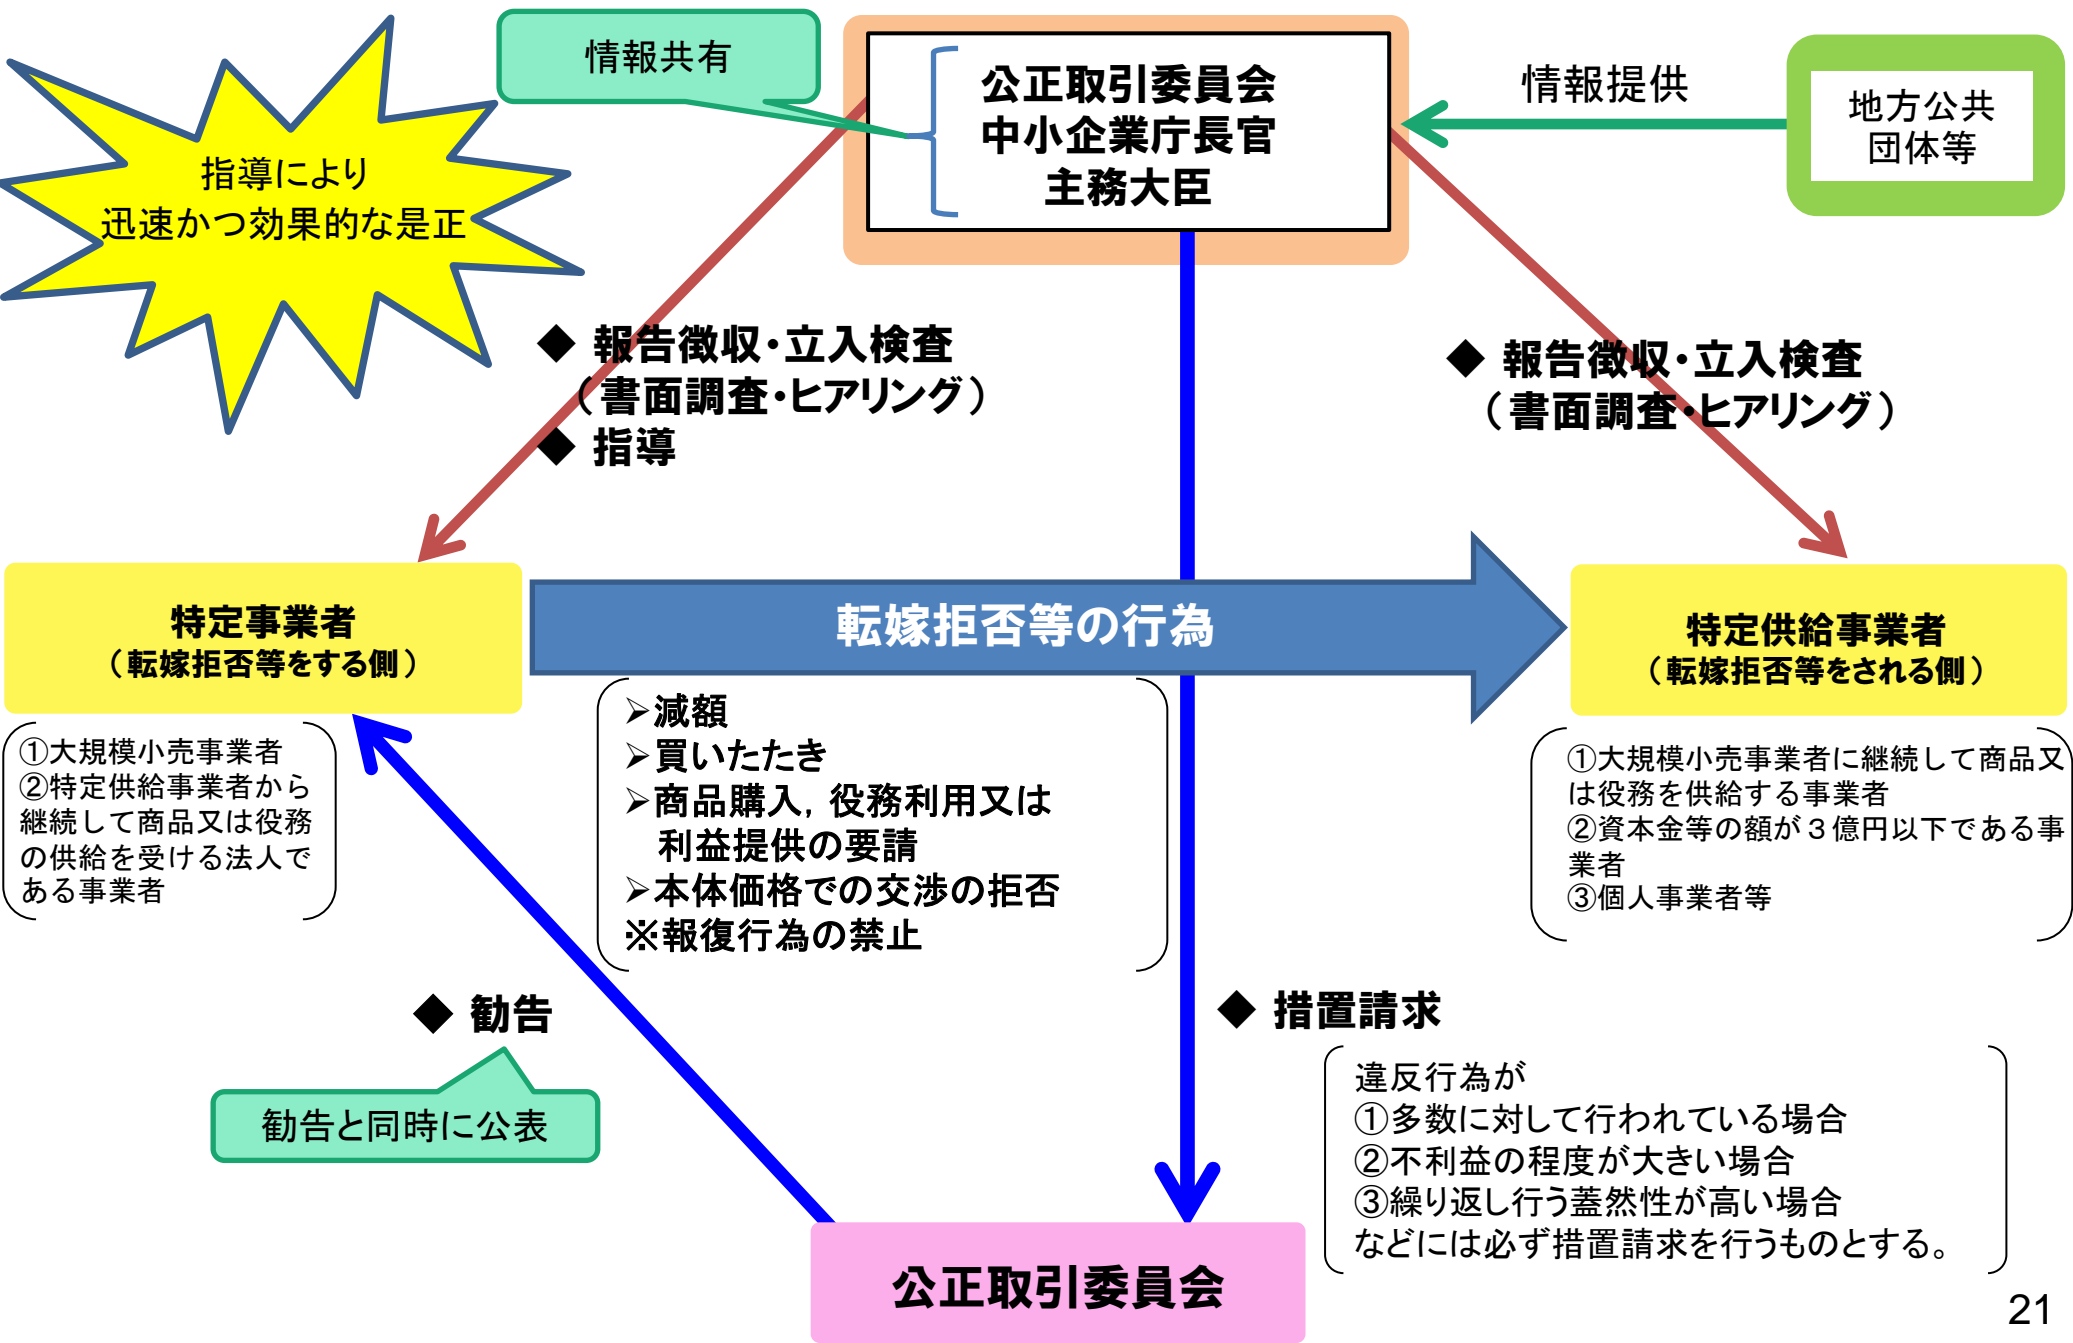 情報共有
公正取引委員会
中小企業庁長官
主務大臣
情報提供
地方公共
団体等
指導により
迅速かつ効果的な是正
◆ 報告徴収・立入検査
（書面調査・ヒアリング）
◆ 指導
◆ 報告徴収・立入検査
（書面調査・ヒアリング）
特定事業者
（転嫁拒否等をする側）
転嫁拒否等の行為
特定供給事業者
（転嫁拒否等をされる側）
①大規模小売事業者
②特定供給事業者から
継続して商品又は役務
の供給を受ける法人で
ある事業者
➢減額
➢買いたたき
➢商品購入，役務利用又は
利益提供の要請
➢本体価格での交渉の拒否
※報復行為の禁止
①大規模小売事業者に継続して商品又
は役務を供給する事業者
②資本金等の額が３億円以下である事
業者
③個人事業者等
◆ 勧告
勧告と同時に公表
◆ 措置請求
違反行為が
①多数に対して行われている場合
②不利益の程度が大きい場合
③繰り返し行う蓋然性が高い場合
などには必ず措置請求を行うものとする。
公正取引委員会
21